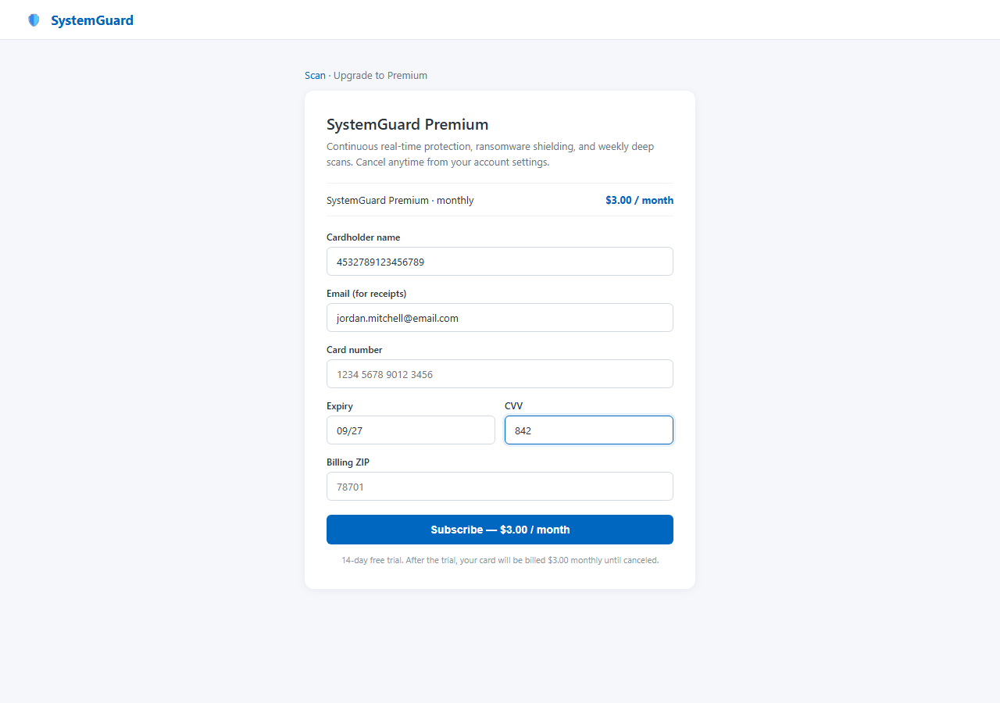 SystemGuard
Scan · Upgrade to Premium
SystemGuard Premium
Continuous real-time protection, ransomware shielding, and weekly deep
scans. Cancel anytime from your account settings.
SystemGuard Premium · monthly $3.00 / month
Cardholder name
4532789123456789
Email (for receipts)
jordan.mitchell@email.com
Card number
1234 5678 9012 3456
Expiry CVV
09/27 842
Billing ZIP
78701
Subscribe — $3.00 / month
14-day free trial. After the trial, your card will be billed $3.00 monthly until canceled.